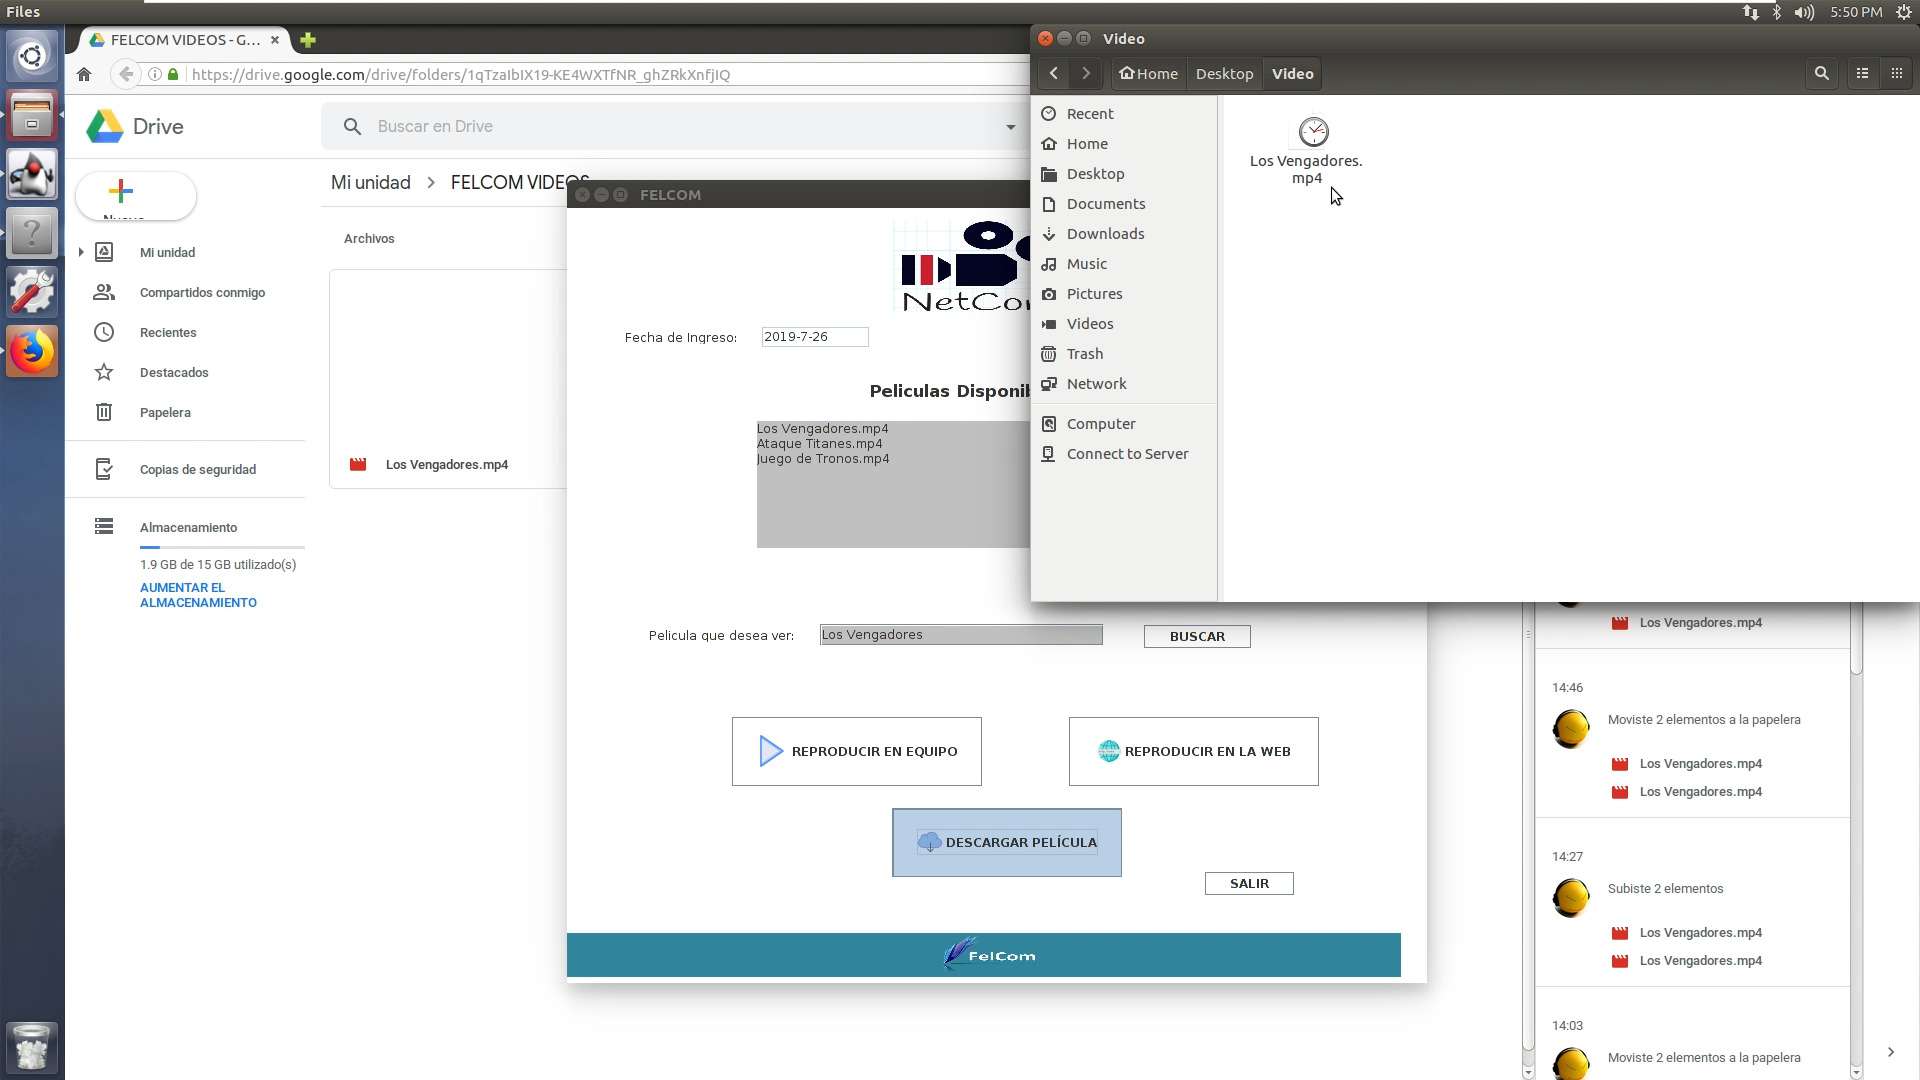 Files
5:50 PM
FELCOM VIDEOS - G...
https://drive.google.com/drive/folders/1qTzaIbIX19-KE4WXTfNR_ghZRkXnfjIQ
Drive
Buscar en Drive
Mi unidad
Compartidos conmigo
Recientes
Destacados
Papelera
Copias de seguridad
Almacenamiento
1.9 GB de 15 GB utilizado(s)
AUMENTAR EL
ALMACENAMIENTO
Mi unidad > FELCOM VIDEOS
Archivos
Los Vengadores.mp4
FELCOM
Fecha de Ingreso: 2019-7-26
Los Vengadores.mp4
Ataque Titanes.mp4
Juego de Tronos.mp4
Pelicula que desea ver: Los Vengadores BUSCAR
REPRODUCIR EN EQUIPO
REPRODUCIR EN LA WEB
DESCARGAR PELÍCULA
SALIR
FelCom
Video
Home Desktop Video
Recent
Home
Desktop
Documents
Downloads
Music
Pictures
Videos
Trash
Network
Computer
Connect to Server
Los Vengadores.
mp4
Los Vengadores.mp4
14:46
Moviste 2 elementos a la papelera
Los Vengadores.mp4
Los Vengadores.mp4
14:27
Subiste 2 elementos
Los Vengadores.mp4
Los Vengadores.mp4
14:03
Moviste 2 elementos a la papelera